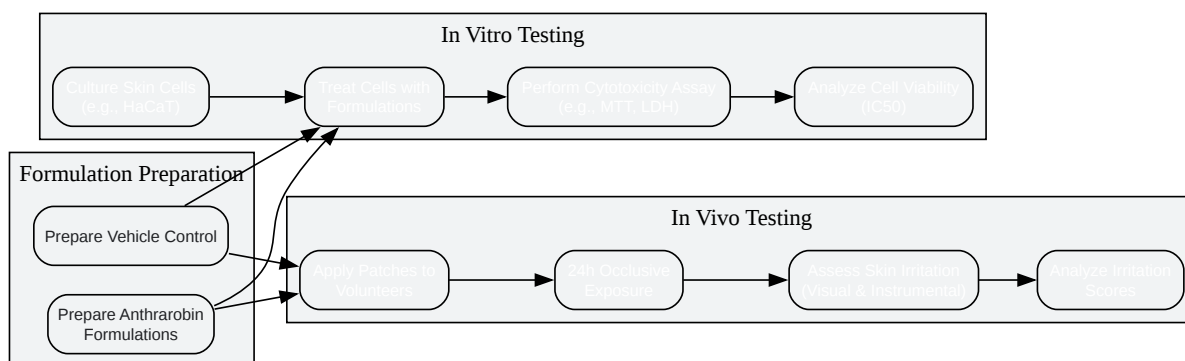 In Vitro Testing
Culture Skin Cells
(e.g., HaCaT)
Treat Cells with
Formulations
Perform Cytotoxicity Assay
(e.g., MTT, LDH)
Analyze Cell Viability
(IC50)
Formulation Preparation
Prepare Vehicle Control
Prepare Anthrarobin
Formulations
In Vivo Testing
Apply Patches to
Volunteers
24h Occlusive
Exposure
Assess Skin Irritation
(Visual & Instrumental)
Analyze Irritation
Scores